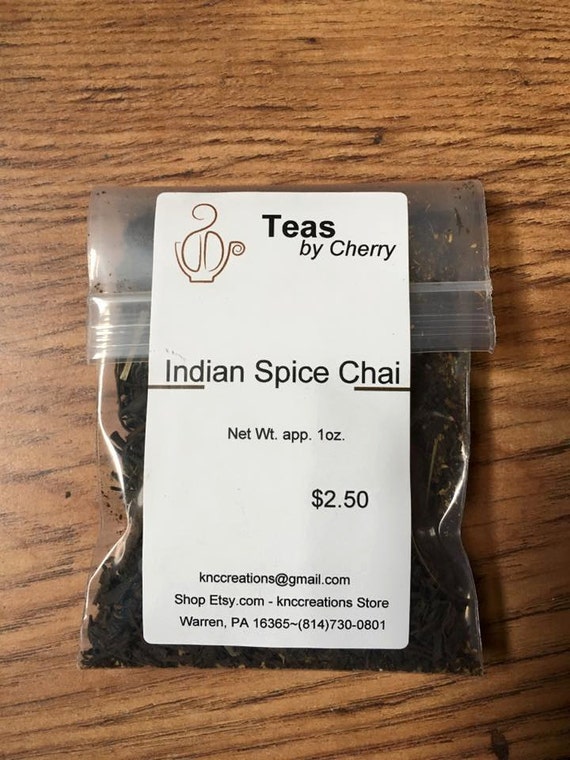 Teas
by Cherry
Indian Spice Chai
Net Wt. app. 1oz.
$2.50
knccreations@gmail.com
Shop Etsy.com - knccreations Store
Warren, PA 16365~(814)730-0801